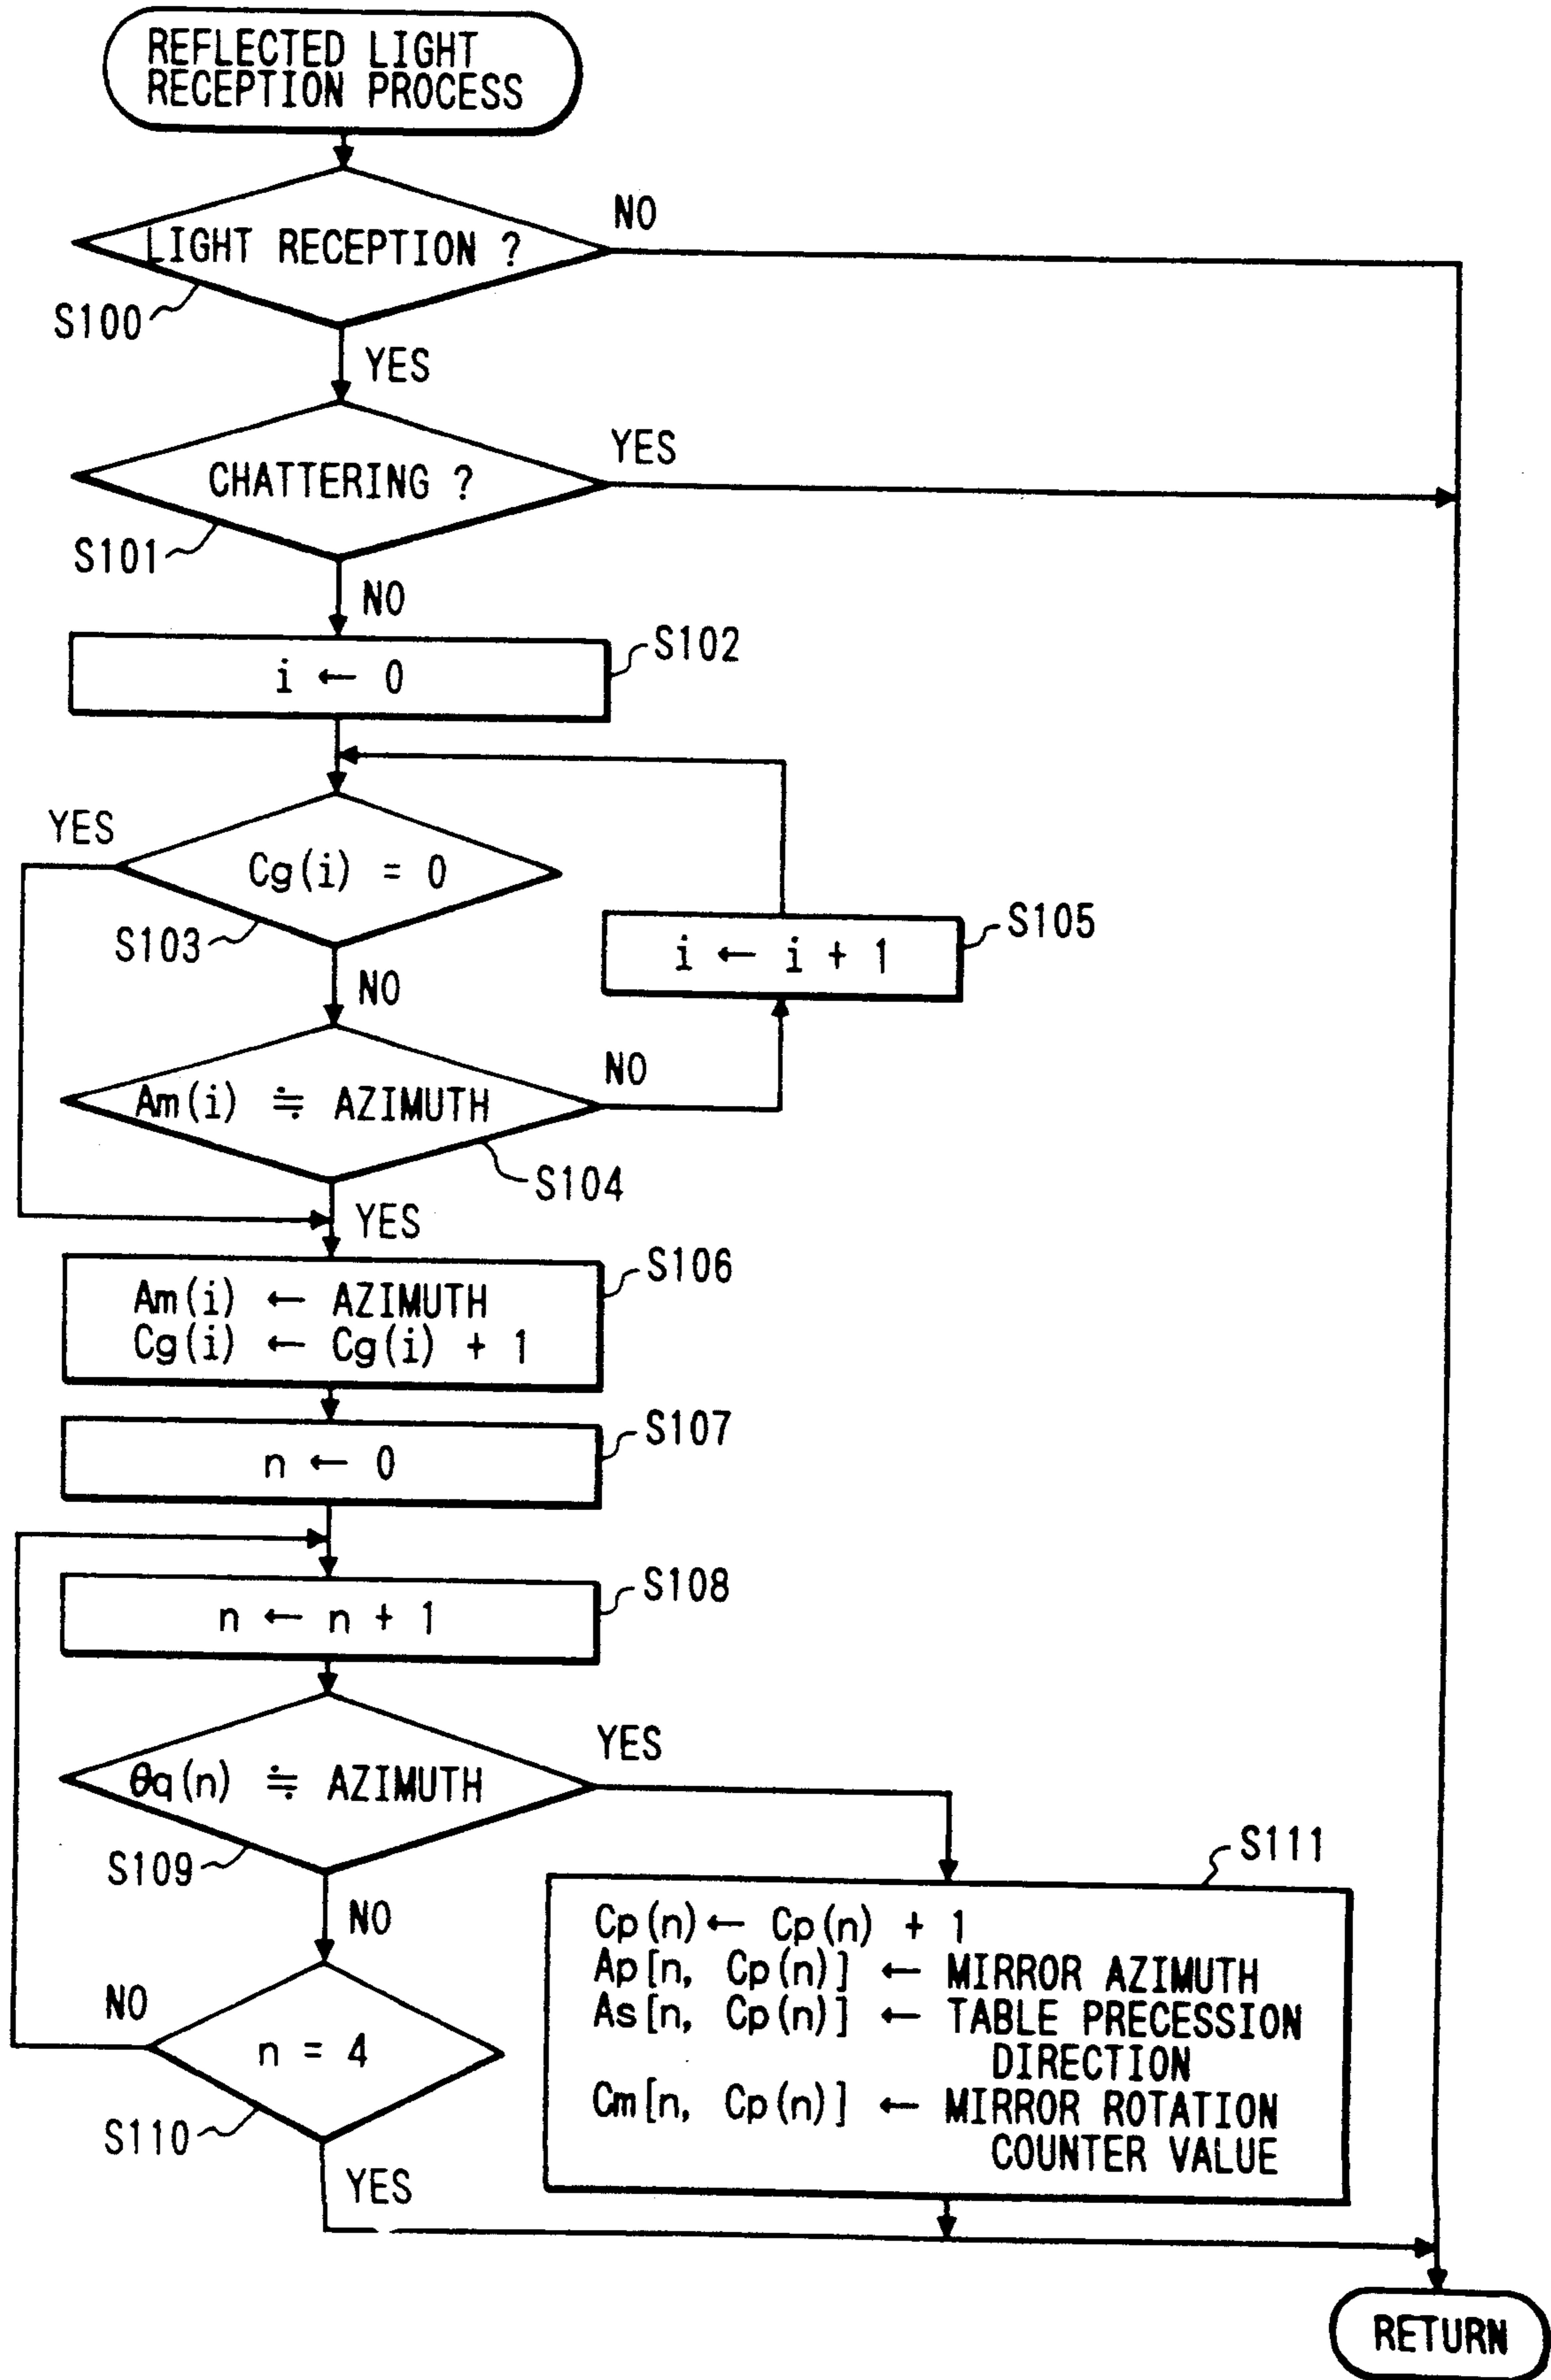 REFLECTED LIGHT
RECEPTION PROCESS
LIGHT RECEPTION ?
NO
S100
YES
CHATTERING ?
YES
S101
NO
S102
i ← 0
YES
Cg(i) = 0
S103
NO
S105
i ← i + 1
Am(i) ≒ AZIMUTH
NO
S104
YES
S106
Am(i) ← AZIMUTH
Cg(i) ← Cg(i) + 1
S107
n ← 0
S108
n ← n + 1
θq(n) ≒ AZIMUTH
YES
S109
NO
S111
Cp(n) ← Cp(n) + 1
Ap[n, Cp(n)] ← MIRROR AZIMUTH
As[n, Cp(n)] ← TABLE PRECESSION
DIRECTION
Cm[n, Cp(n)] ← MIRROR ROTATION
COUNTER VALUE
NO
n = 4
S110
YES
RETURN